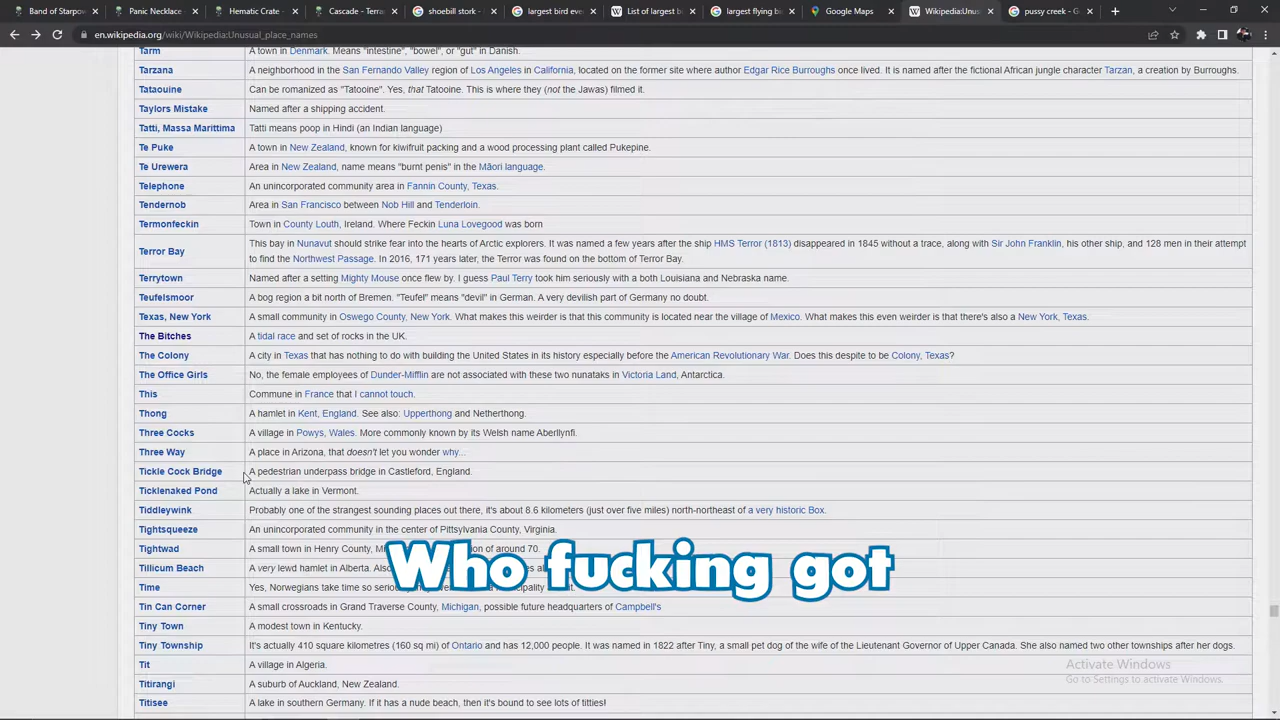 Band of Starpow
Panic Necklace -
Hematic Crate -
Cascade - Terra
shoebill stork -
largest bird eve
List of largest b
largest flying bi
Google Maps
Wikipedia:Unus
pussy creek - G
en.wikipedia.org/wiki/Wikipedia:Unusual_place_names
Tarm A town in Denmark. Means "intestine", "bowel", or "gut" in Danish.
Tarzana A neighborhood in the San Fernando Valley region of Los Angeles in California, located on the former site where author Edgar Rice Burroughs once lived. It is named after the fictional African jungle character Tarzan, a creation by Burroughs.
Tataouine Can be romanized as "Tatooine". Yes, that Tatooine. This is where they (not the Jawas) filmed it.
Taylors Mistake Named after a shipping accident.
Tatti, Massa Marittima Tatti means poop in Hindi (an Indian language)
Te Puke A town in New Zealand, known for kiwifruit packing and a wood processing plant called Pukepine.
Te Urewera Area in New Zealand, name means "burnt penis" in the Māori language.
Telephone An unincorporated community area in Fannin County, Texas.
Tendernob Area in San Francisco between Nob Hill and Tenderloin.
Termonfeckin Town in County Louth, Ireland. Where Feckin Luna Lovegood was born
Terror Bay This bay in Nunavut should strike fear into the hearts of Arctic explorers. It was named a few years after the ship HMS Terror (1813) disappeared in 1845 without a trace, along with Sir John Franklin, his other ship, and 128 men in their attempt
to find the Northwest Passage. In 2016, 171 years later, the Terror was found on the bottom of Terror Bay.
Terrytown Named after a setting Mighty Mouse once flew by. I guess Paul Terry took him seriously with a both Louisiana and Nebraska name.
Teufelsmoor A bog region a bit north of Bremen. "Teufel" means "devil" in German. A very devilish part of Germany no doubt.
Texas, New York A small community in Oswego County, New York. What makes this weirder is that this community is located near the village of Mexico. What makes this even weirder is that there's also a New York, Texas.
The Bitches A tidal race and set of rocks in the UK.
The Colony A city in Texas that has nothing to do with building the United States in its history especially before the American Revolutionary War. Does this despite to be Colony, Texas?
The Office Girls No, the female employees of Dunder-Mifflin are not associated with these two nunataks in Victoria Land, Antarctica.
This Commune in France that I cannot touch.
Thong A hamlet in Kent, England. See also: Upperthong and Netherthong.
Three Cocks A village in Powys, Wales. More commonly known by its Welsh name Aberllynfi.
Three Way A place in Arizona, that doesn't let you wonder why...
Tickle Cock Bridge A pedestrian underpass bridge in Castleford, England.
Ticklenaked Pond Actually a lake in Vermont.
Tiddleywink Probably one of the strangest sounding places out there, it's about 8.6 kilometers (just over five miles) north-northeast of a very historic Box.
Tightsqueeze An unincorporated community in the center of Pittsylvania County, Virginia.
Tightwad A small town in Henry County, on of around 70.
Who fucking got
Tillicum Beach A very lewd hamlet in Alberta.
Time Yes, Norwegians take time so
Tin Can Corner A small crossroads in Grand Traverse County, Michigan, possible future headquarters of Campbell's
Tiny Town A modest town in Kentucky.
Tiny Township It's actually 410 square kilometres (160 sq mi) of Ontario and has 12,000 people. It was named in 1822 after Tiny, a small pet dog of the wife of the Lieutenant Governor of Upper Canada. She also named two other townships after her dogs.
Tit A village in Algeria.
Activate Windows
Go to Settings to activate Windows.
Titirangi A suburb of Auckland, New Zealand.
Titisee A lake in southern Germany. If it has a nude beach, then it's bound to see lots of titties!